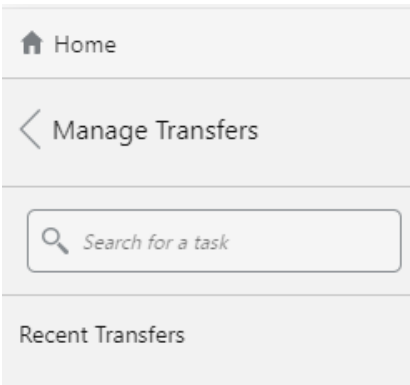 Home
Manage Transfers
Search for a task
Recent Transfers